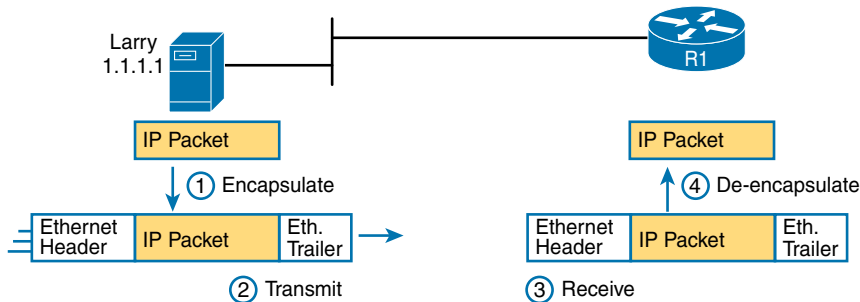 Larry
1.1.1.1
R1
IP Packet
IP Packet
1 Encapsulate
4 De-encapsulate
Ethernet
Header
IP Packet
Eth.
Trailer
Ethernet
Header
IP Packet
Eth.
Trailer
2 Transmit
3 Receive